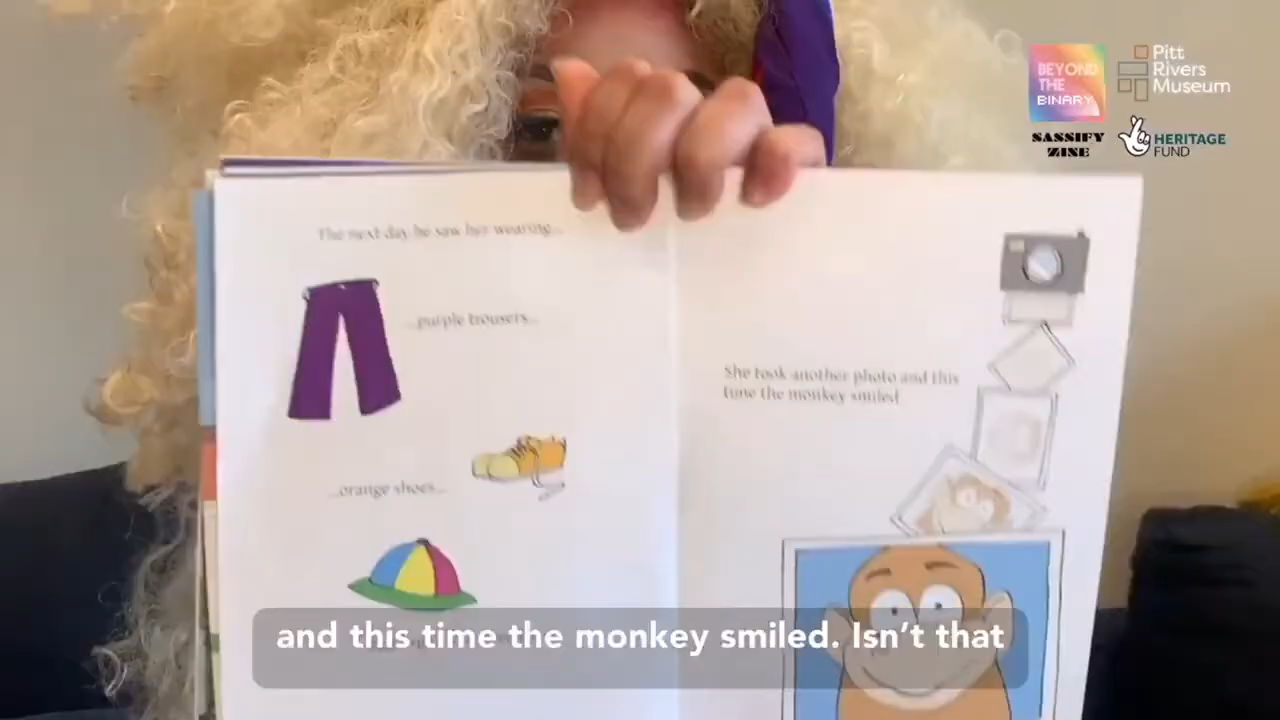 BEYOND
THE
BINARY
SASSIFY
ZINE
Pitt
Rivers
Museum
HERITAGE
FUND
The next day he saw her wearing...
...purple trousers...
...orange shoes...
She took another photo and this
time the monkey smiled
and this time the monkey smiled. Isn't that